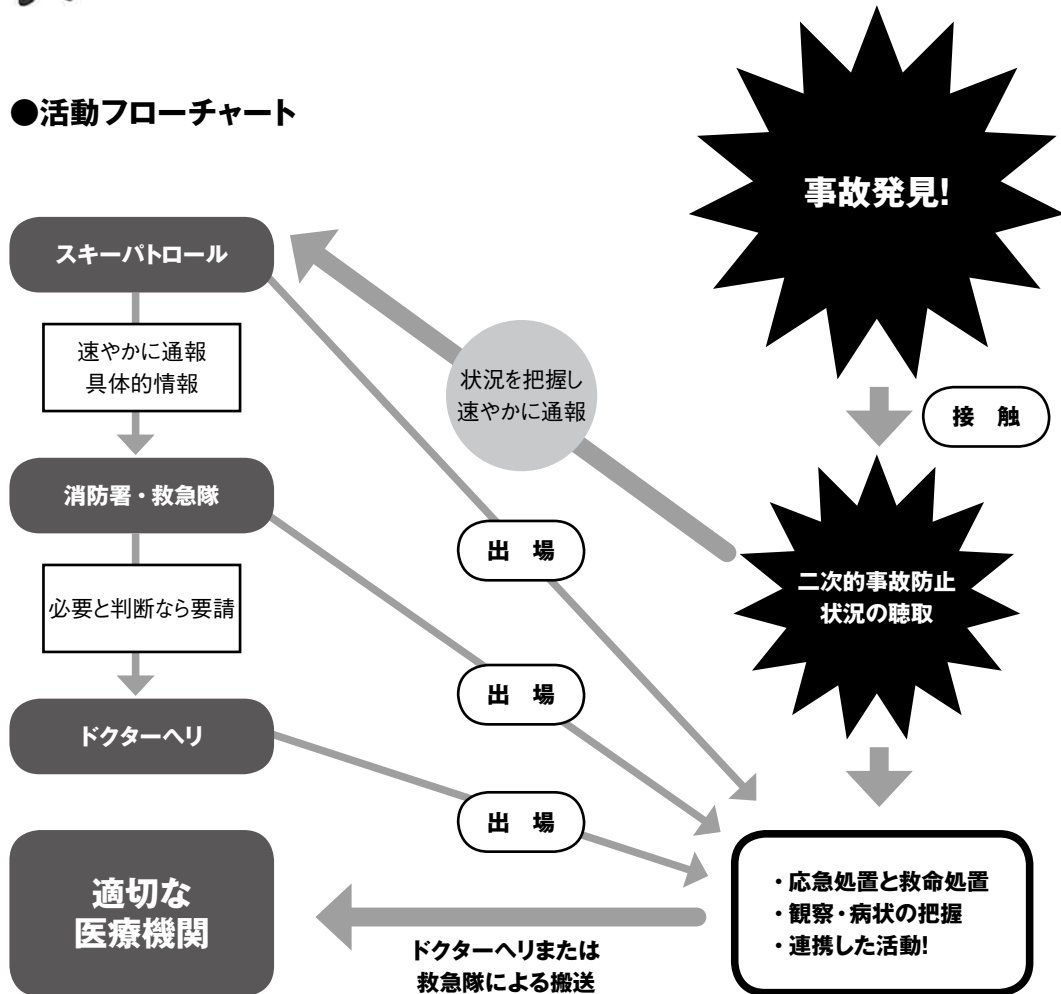 ●活動フローチャート
事故発見!
接 触
スキーパトロール
速やかに通報
具体的情報
状況を把握し
速やかに通報
消防署・救急隊
出 場
二次的事故防止
状況の聴取
必要と判断なら要請
出 場
ドクターヘリ
出 場
適切な
医療機関
・応急処置と救命処置
・観察・病状の把握
・連携した活動!
ドクターヘリまたは
救急隊による搬送